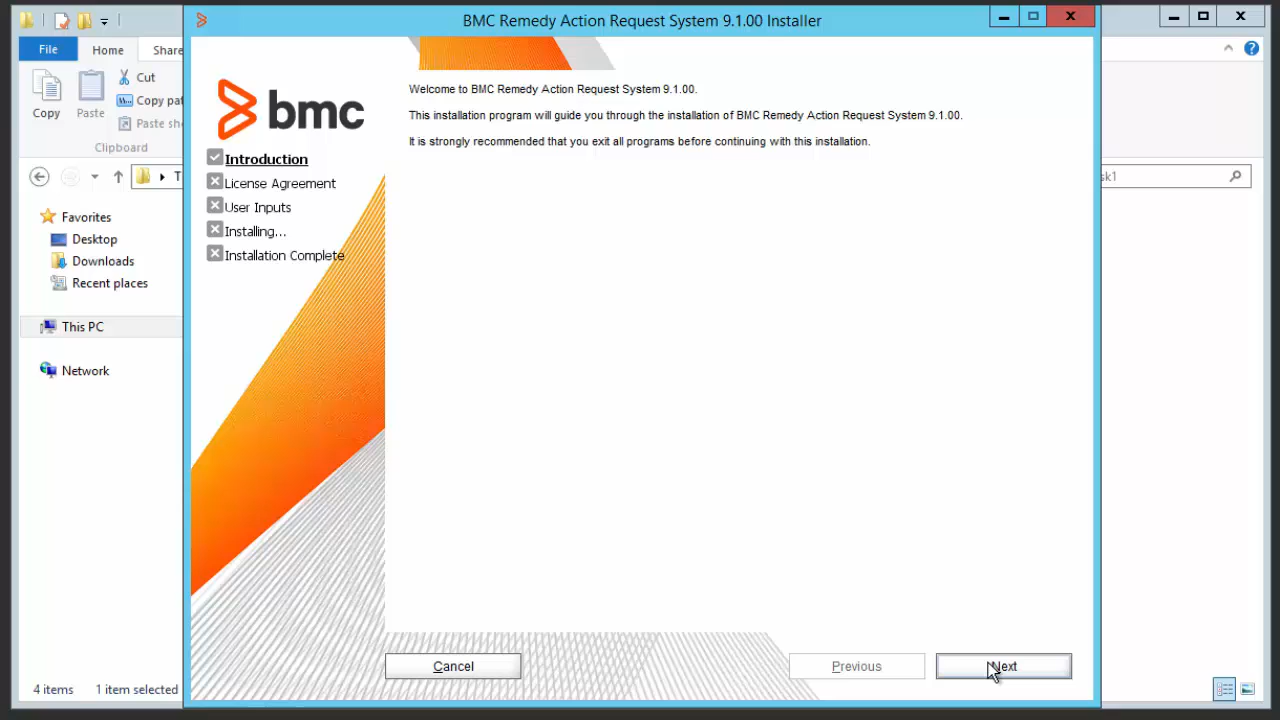 BMC Remedy Action Request System 9.1.00 Installer
File
Home
Share
Copy
Paste
Cut
Copy
Paste
Clipboard
Favorites
Desktop
Downloads
Recent places
This PC
Network
4 items
1 item selected
bmc
Introduction
License Agreement
User Inputs
Installing...
Installation Complete
Welcome to BMC Remedy Action Request System 9.1.00.
This installation program will guide you through the installation of BMC Remedy Action Request System 9.1.00.
It is strongly recommended that you exit all programs before continuing with this installation.
Cancel
Previous
Next